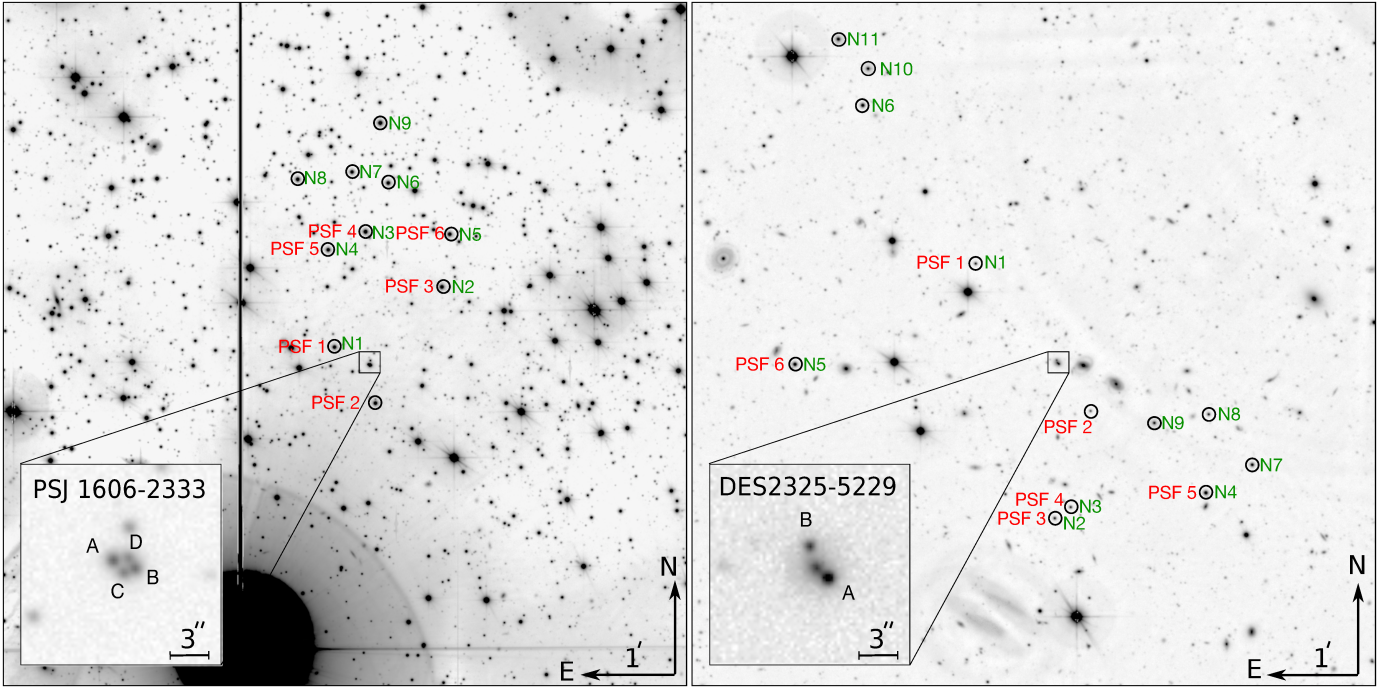 N9
N8
N7
N6
PSF 4
N3
PSF 6
N5
PSF 5
N4
PSF 3
N2
PSF 1
N1
PSF 2
PSJ 1606-2333
A
D
C
B
3″
N
E
1′
N11
N10
N6
PSF 1
N1
PSF 6
N5
PSF 2
N9
N8
N7
PSF 5
N4
PSF 4
N3
PSF 3
N2
DES2325-5229
B
A
3″
N
E
1′